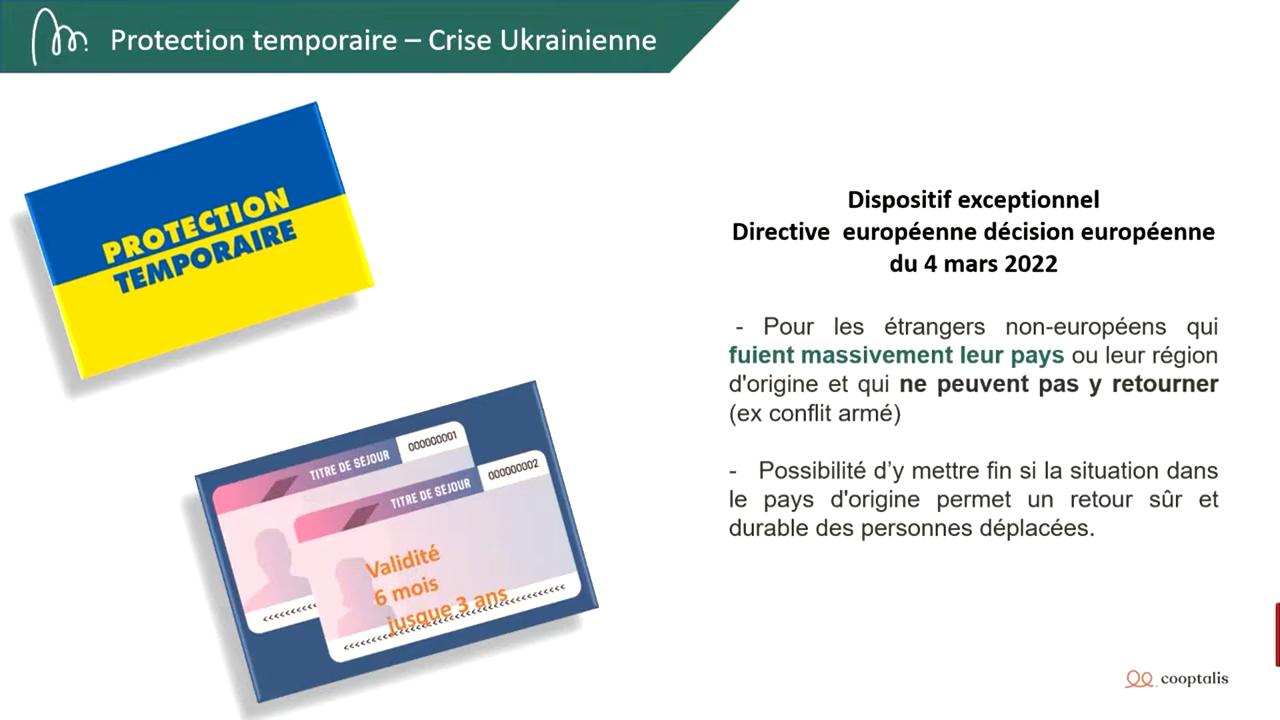 Protection temporaire – Crise Ukrainienne
PROTECTION
TEMPORAIRE
Dispositif exceptionnel
Directive européenne décision européenne
du 4 mars 2022
- Pour les étrangers non-européens qui
fuient massivement leur pays ou leur région
d'origine et qui ne peuvent pas y retourner
(ex conflit armé)
- Possibilité d’y mettre fin si la situation dans
le pays d'origine permet un retour sûr et
durable des personnes déplacées.
TITRE DE SÉJOUR 000000001
TITRE DE SÉJOUR 000000002
Validité
6 mois
jusque 3 ans
<<<<<<<<
<<<<<<<<<<<<<<<<<<<<<<<<<<<<<<
cooptalis